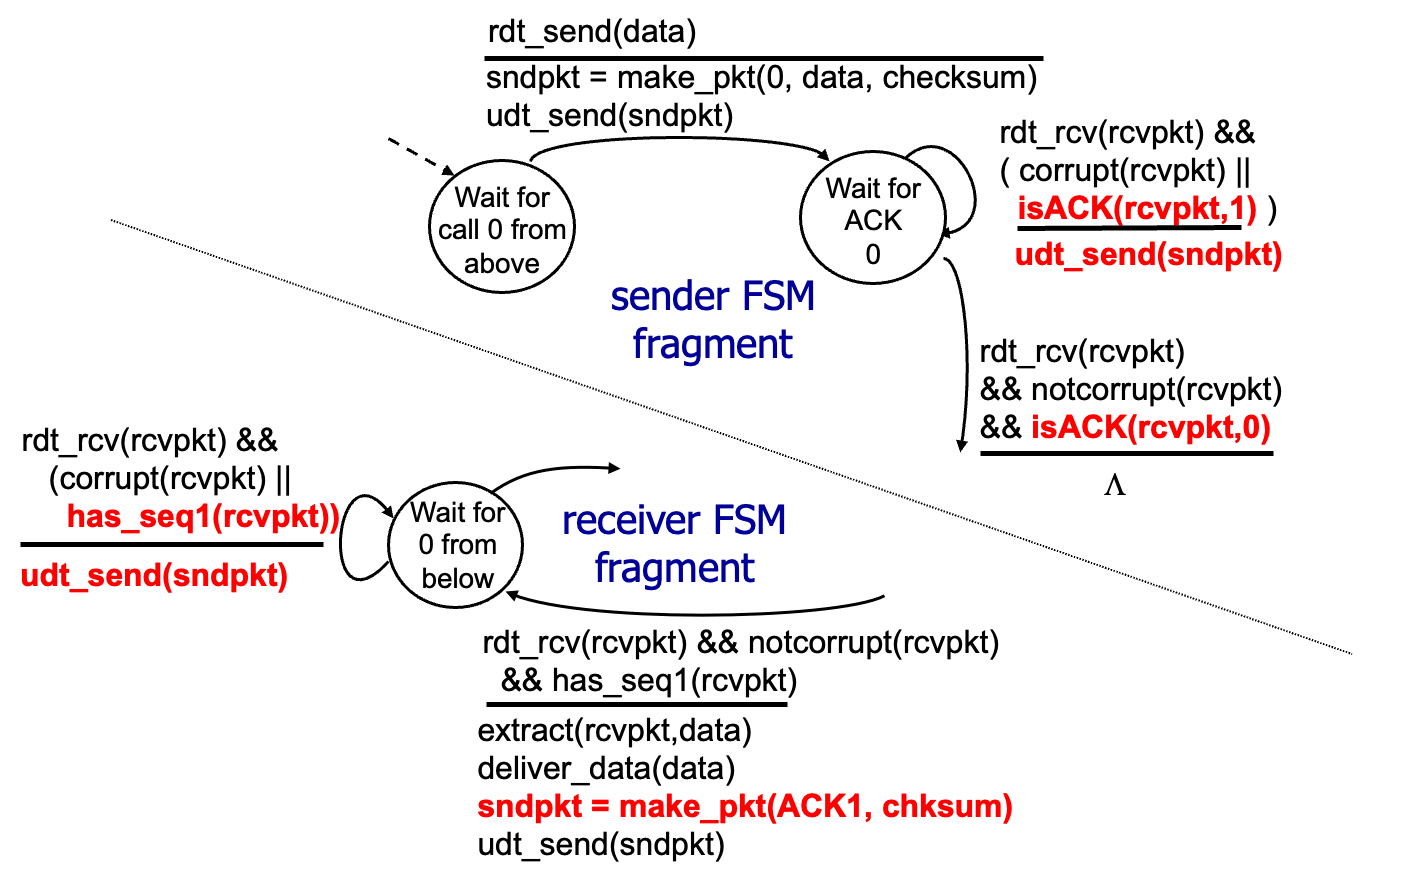 rdt_send(data)
sndpkt = make_pkt(0, data, checksum)
udt_send(sndpkt)
Wait for
call 0 from
above
Wait for
ACK
0
rdt_rcv(rcvpkt) &&
( corrupt(rcvpkt) ||
isACK(rcvpkt,1) )
udt_send(sndpkt)
sender FSM
fragment
rdt_rcv(rcvpkt)
&& notcorrupt(rcvpkt)
&& isACK(rcvpkt,0)
Λ
rdt_rcv(rcvpkt) &&
(corrupt(rcvpkt) ||
has_seq1(rcvpkt))
udt_send(sndpkt)
Wait for
0 from
below
receiver FSM
fragment
rdt_rcv(rcvpkt) && notcorrupt(rcvpkt)
&& has_seq1(rcvpkt)
extract(rcvpkt,data)
deliver_data(data)
sndpkt = make_pkt(ACK1, chksum)
udt_send(sndpkt)